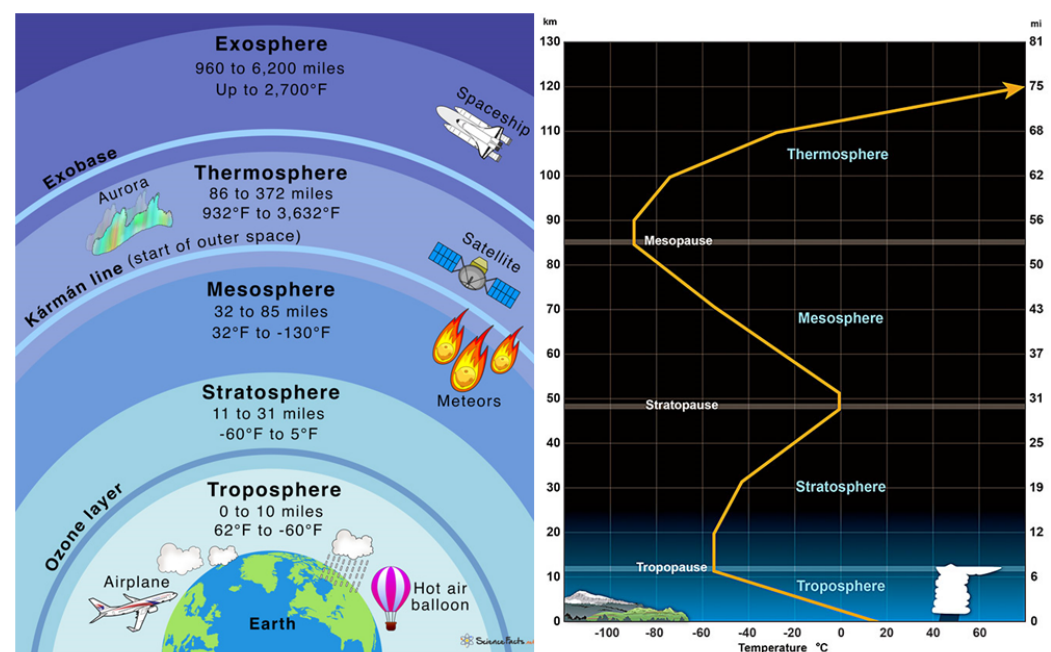 Exosphere
960 to 6,200 miles
Up to 2,700°F
Spaceship
Exobase
Thermosphere
86 to 372 miles
932°F to 3,632°F
Aurora
Kármán line (start of outer space)
Satellite
Mesosphere
32 to 85 miles
32°F to -130°F
Meteors
Stratosphere
11 to 31 miles
-60°F to 5°F
Ozone layer
Troposphere
0 to 10 miles
62°F to -60°F
Airplane
Hot air
balloon
Earth
ScienceFacts.net
km mi
130 81
120 75
110 68
Thermosphere
100 62
90 56
Mesopause
80 50
70 43
Mesosphere
60 37
50 31
Stratopause
40 25
30 19
Stratosphere
20 12
Tropopause
10 6
Troposphere
0 0
-100 -80 -60 -40 -20 0 20 40 60
Temperature °C